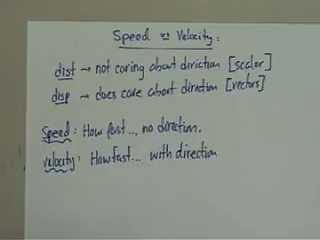 Speed vs Velocity:
dist → not caring about direction [scalar]
disp → does care about direction [vectors]
Speed: How fast... no direction.
velocity: How fast... with direction